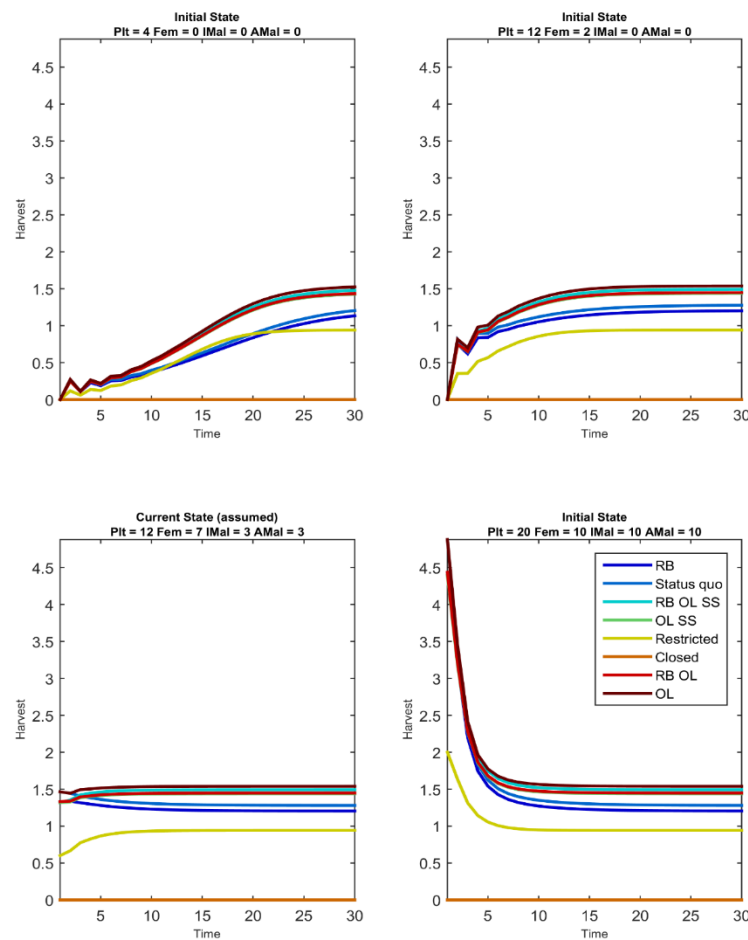 Initial State
Plt = 4 Fem = 0 IMal = 0 AMal = 0
4.5
4
3.5
3
2.5
2
1.5
1
0.5
0
Harvest
5 10 15 20 25 30
Time
Initial State
Plt = 12 Fem = 2 IMal = 0 AMal = 0
4.5
4
3.5
3
2.5
2
1.5
1
0.5
0
Harvest
5 10 15 20 25 30
Time
Current State (assumed)
Plt = 12 Fem = 7 IMal = 3 AMal = 3
4.5
4
3.5
3
2.5
2
1.5
1
0.5
0
Harvest
5 10 15 20 25 30
Time
Initial State
Plt = 20 Fem = 10 IMal = 10 AMal = 10
4.5
4
3.5
3
2.5
2
1.5
1
0.5
0
Harvest
5 10 15 20 25 30
Time
RB
Status quo
RB OL SS
OL SS
Restricted
Closed
RB OL
OL